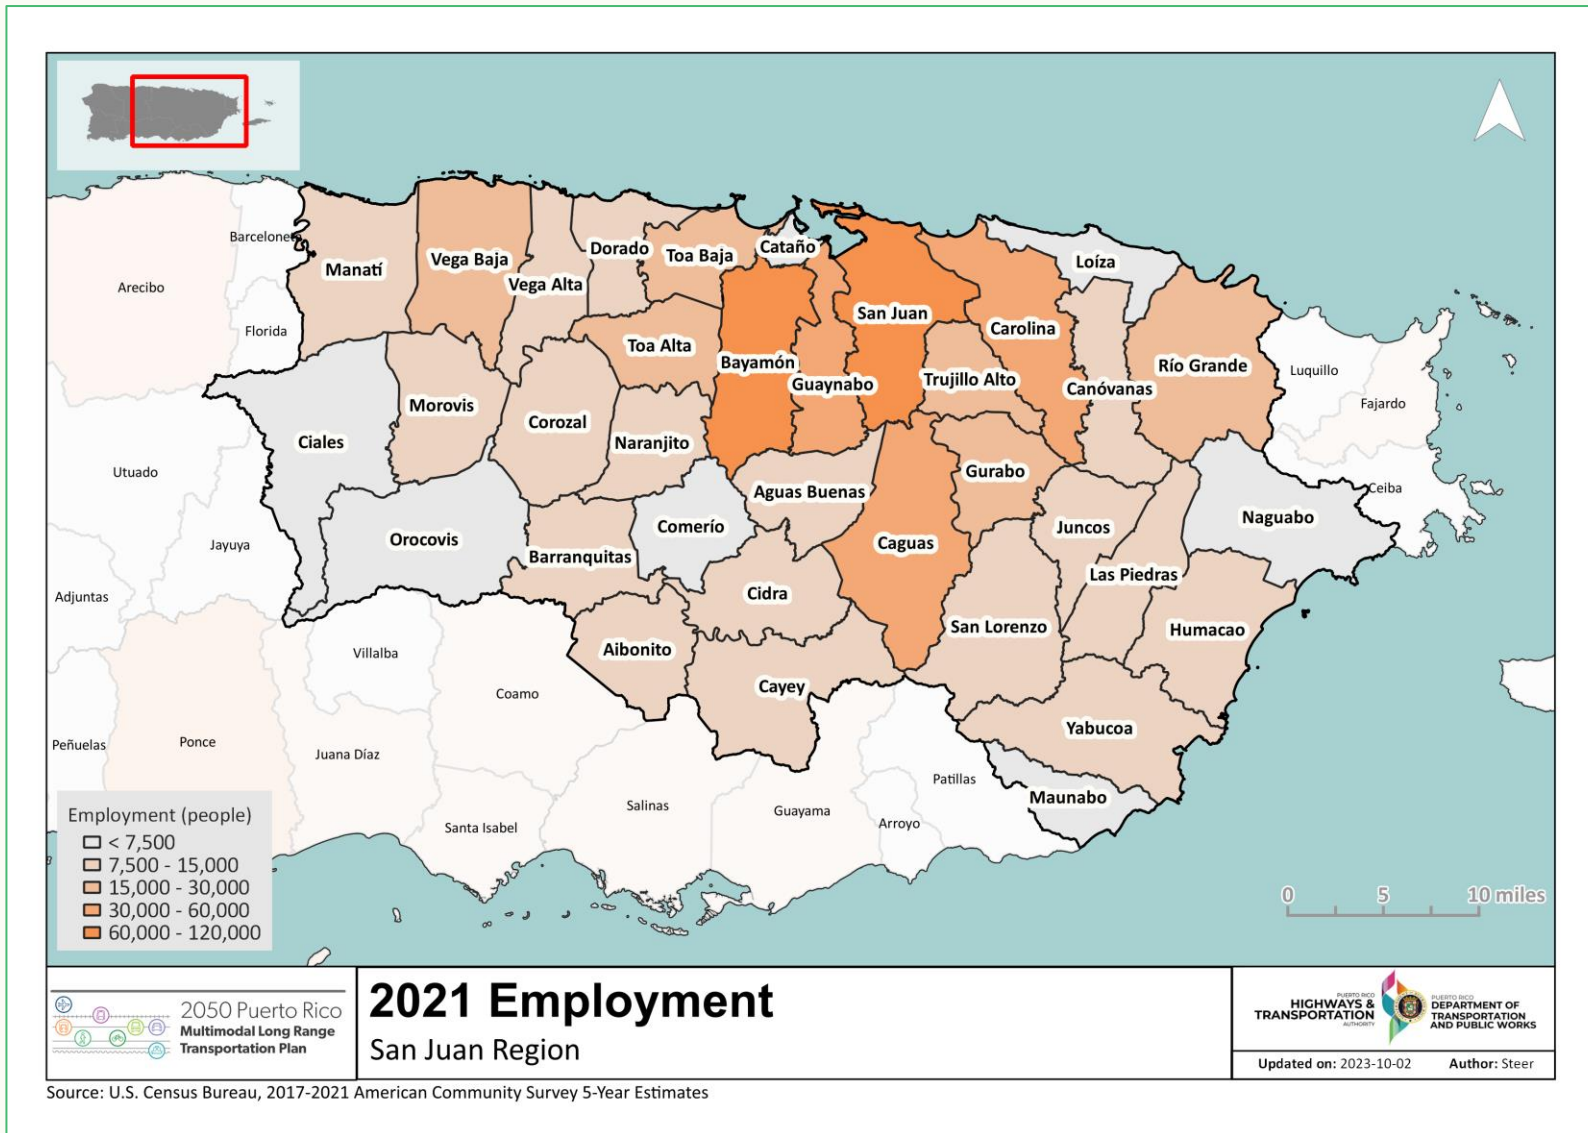 Barceloneta
Arecibo
Florida
Manatí
Vega Baja
Vega Alta
Dorado
Toa Baja
Cataño
Loíza
San Juan
Carolina
Toa Alta
Bayamón
Guaynabo
Trujillo Alto
Canóvanas
Río Grande
Luquillo
Fajardo
Morovis
Corozal
Naranjito
Ciales
Aguas Buenas
Gurabo
Utuado
Ceiba
Naguabo
Juncos
Comerío
Orocovis
Jayuya
Caguas
Barranquitas
Las Piedras
Cidra
Adjuntas
San Lorenzo
Humacao
Aibonito
Villalba
Coamo
Cayey
Yabucoa
Peñuelas
Ponce
Juana Díaz
Patillas
Maunabo
Salinas
Guayama
Arroyo
Santa Isabel
Employment (people)
< 7,500
7,500 - 15,000
15,000 - 30,000
30,000 - 60,000
60,000 - 120,000
0 5 10 miles
2050 Puerto Rico
Multimodal Long Range
Transportation Plan
2021 Employment
San Juan Region
PUERTO RICO
HIGHWAYS &
TRANSPORTATION
AUTHORITY
PUERTO RICO
DEPARTMENT OF
TRANSPORTATION
AND PUBLIC WORKS
Updated on: 2023-10-02 Author: Steer
Source: U.S. Census Bureau, 2017-2021 American Community Survey 5-Year Estimates